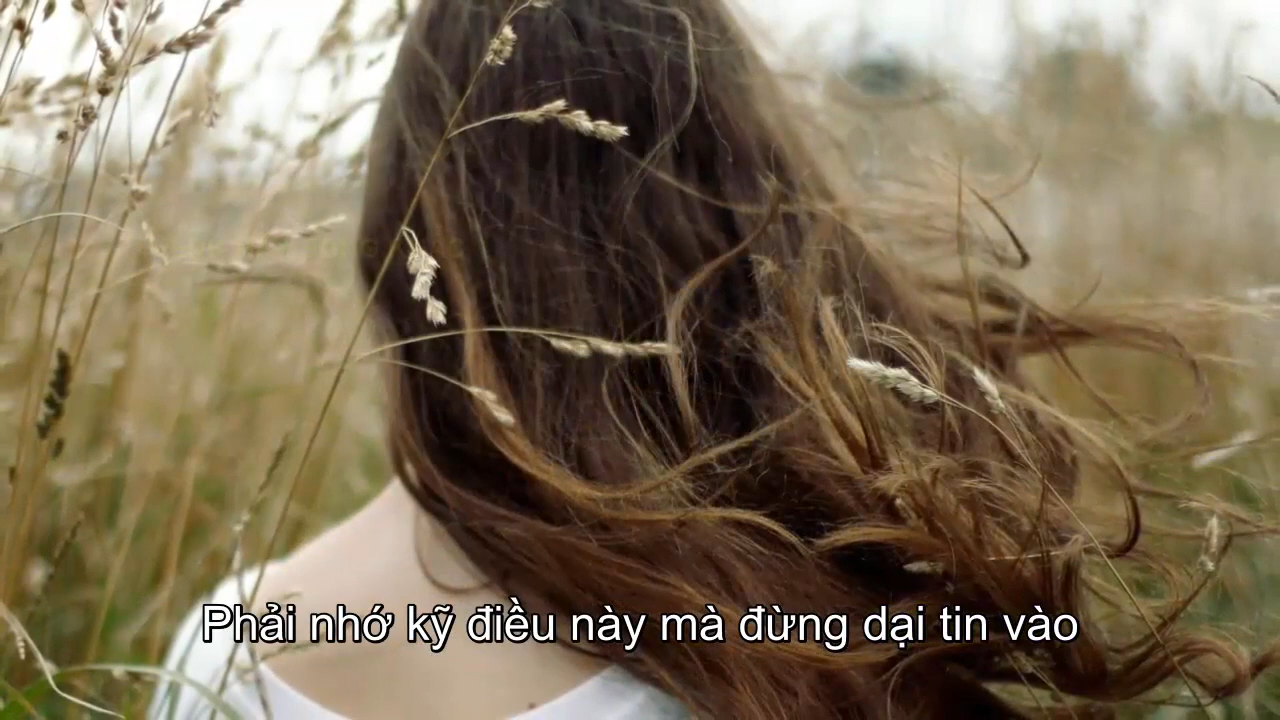 Phải nhớ kỹ điều này mà đừng dại tin vào